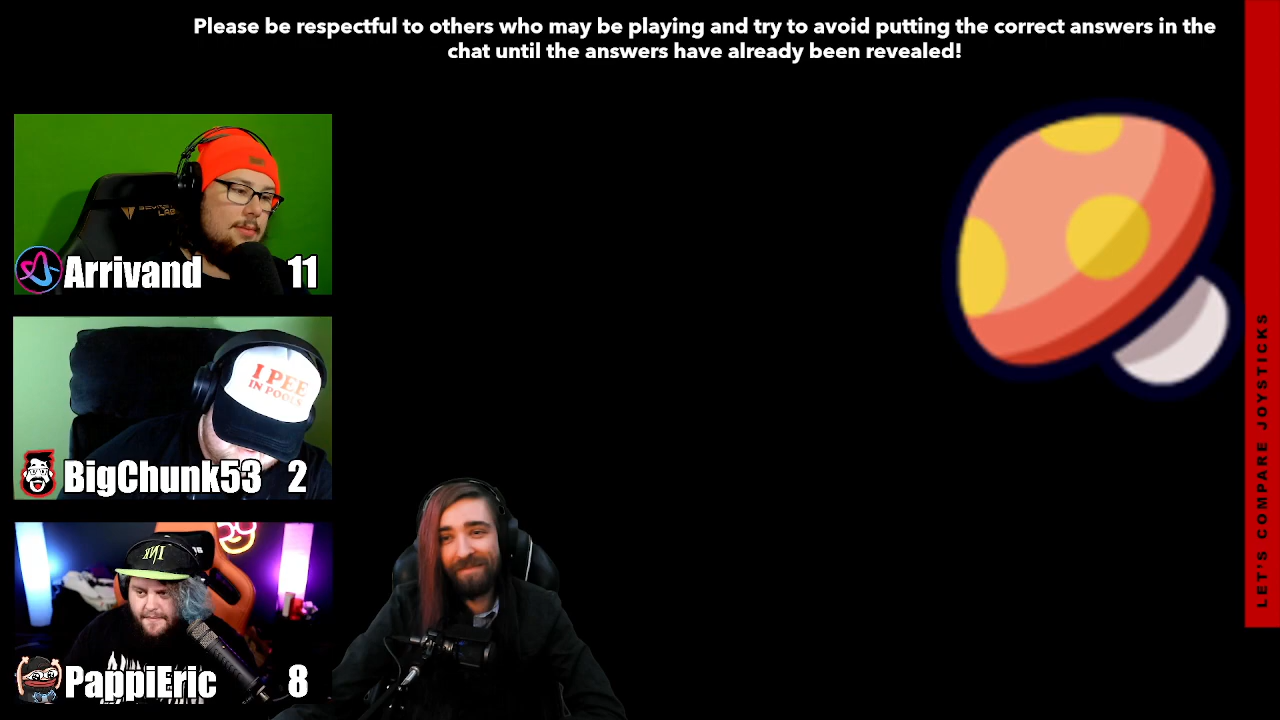 Please be respectful to others who may be playing and try to avoid putting the correct answers in the
chat until the answers have already been revealed!
Arrivand 11
I PEE
IN POOLS
BigChunk53 2
PappiEric 8
LET'S COMPARE JOYSTICKS